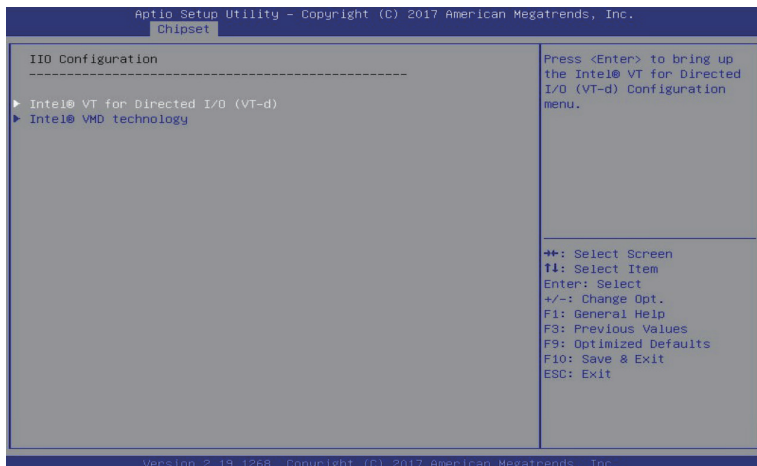 Aptio Setup Utility – Copyright (C) 2017 American Megatrends, Inc.
Chipset
IIO Configuration
--------------------------------------------------
Intel® VT for Directed I/O (VT-d)
Intel® VMD technology
Press <Enter> to bring up
the Intel® VT for Directed
I/O (VT-d) Configuration
menu.
→←: Select Screen
↑↓: Select Item
Enter: Select
+/-: Change Opt.
F1: General Help
F3: Previous Values
F9: Optimized Defaults
F10: Save & Exit
ESC: Exit
Version 2.19.1268. Copyright (C) 2017 American Megatrends, Inc.